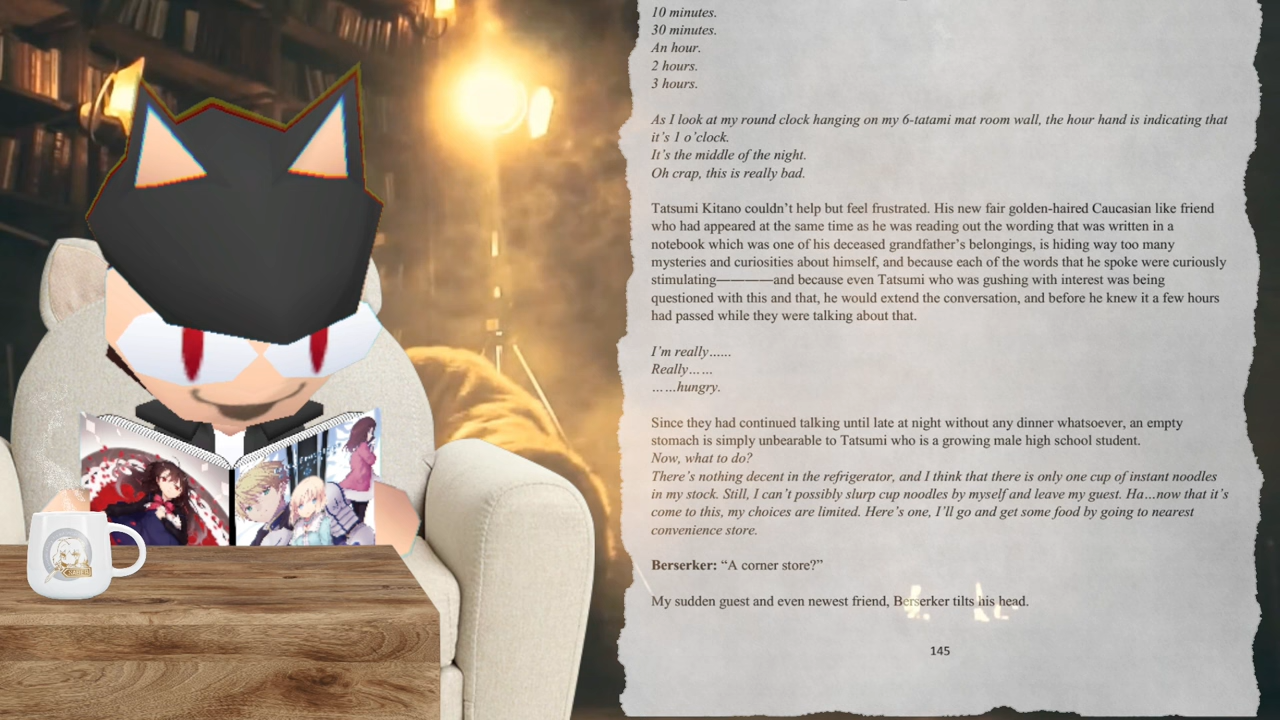 10 minutes.
30 minutes.
An hour.
2 hours.
3 hours.
As I look at my round clock hanging on my 6-tatami mat room wall, the hour hand is indicating that
it's 1 o'clock.
It's the middle of the night.
Oh crap, this is really bad.
Tatsumi Kitano couldn't help but feel frustrated. His new fair golden-haired Caucasian like friend
who had appeared at the same time as he was reading out the wording that was written in a
notebook which was one of his deceased grandfather's belongings, is hiding way too many
mysteries and curiosities about himself, and because each of the words that he spoke were curiously
stimulating————and because even Tatsumi who was gushing with interest was being
questioned with this and that, he would extend the conversation, and before he knew it a few hours
had passed while they were talking about that.
I'm really……
Really……
……hungry.
Since they had continued talking until late at night without any dinner whatsoever, an empty
stomach is simply unbearable to Tatsumi who is a growing male high school student.
Now, what to do?
There's nothing decent in the refrigerator, and I think that there is only one cup of instant noodles
in my stock. Still, I can't possibly slurp cup noodles by myself and leave my guest. Ha…now that it's
come to this, my choices are limited. Here's one, I'll go and get some food by going to nearest
convenience store.
Berserker: “A corner store?”
My sudden guest and even newest friend, Berserker tilts his head.
145